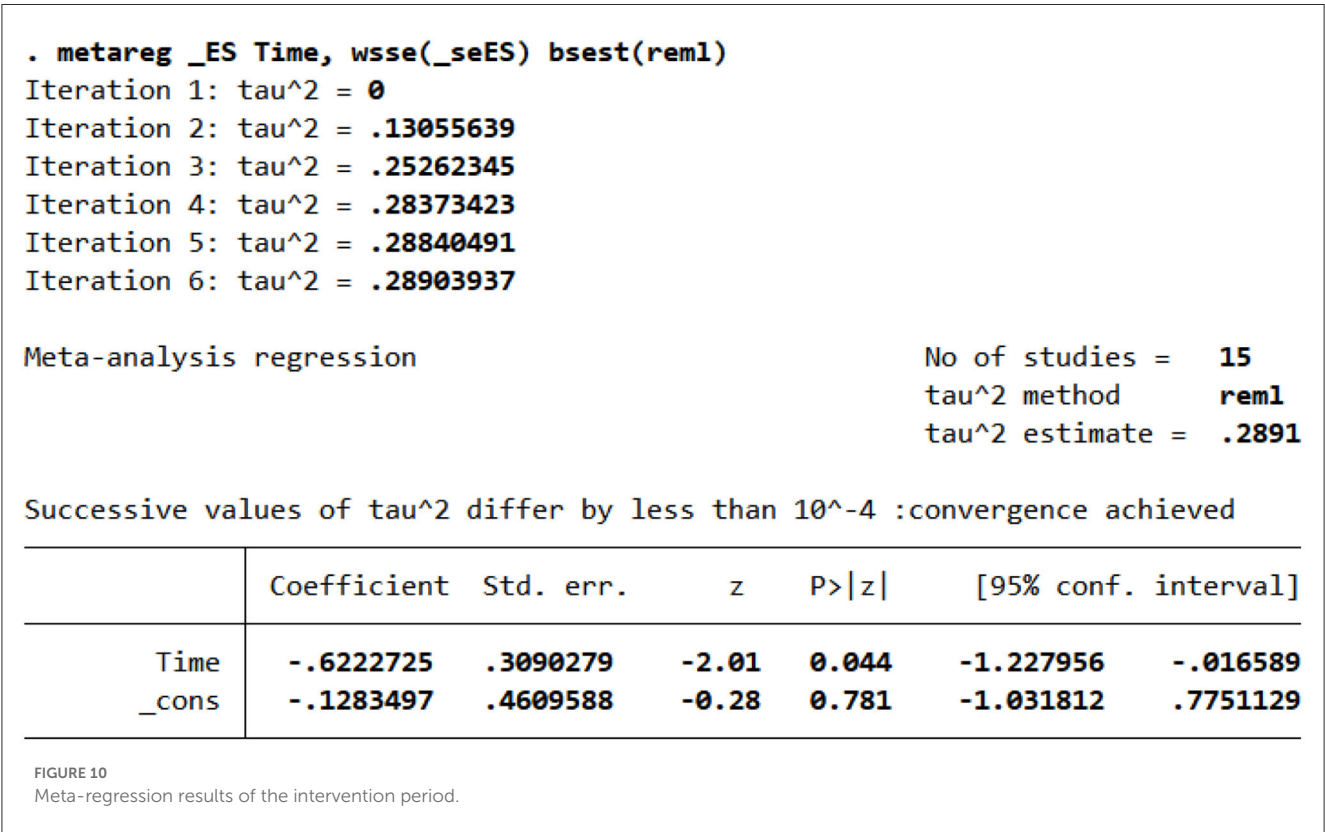 . metareg _ES Time, wsse(_seES) bsest(reml)
Iteration 1: tau^2 = 0
Iteration 2: tau^2 = .13055639
Iteration 3: tau^2 = .25262345
Iteration 4: tau^2 = .28373423
Iteration 5: tau^2 = .28840491
Iteration 6: tau^2 = .28903937
Meta-analysis regression No of studies = 15
tau^2 method reml
tau^2 estimate = .2891
Successive values of tau^2 differ by less than 10^-4 :convergence achieved
Coefficient Std. err. z P>|z| [95% conf. interval]
Time -.6222725 .3090279 -2.01 0.044 -1.227956 -.016589
_cons -.1283497 .4609588 -0.28 0.781 -1.031812 .7751129
FIGURE 10
Meta-regression results of the intervention period.